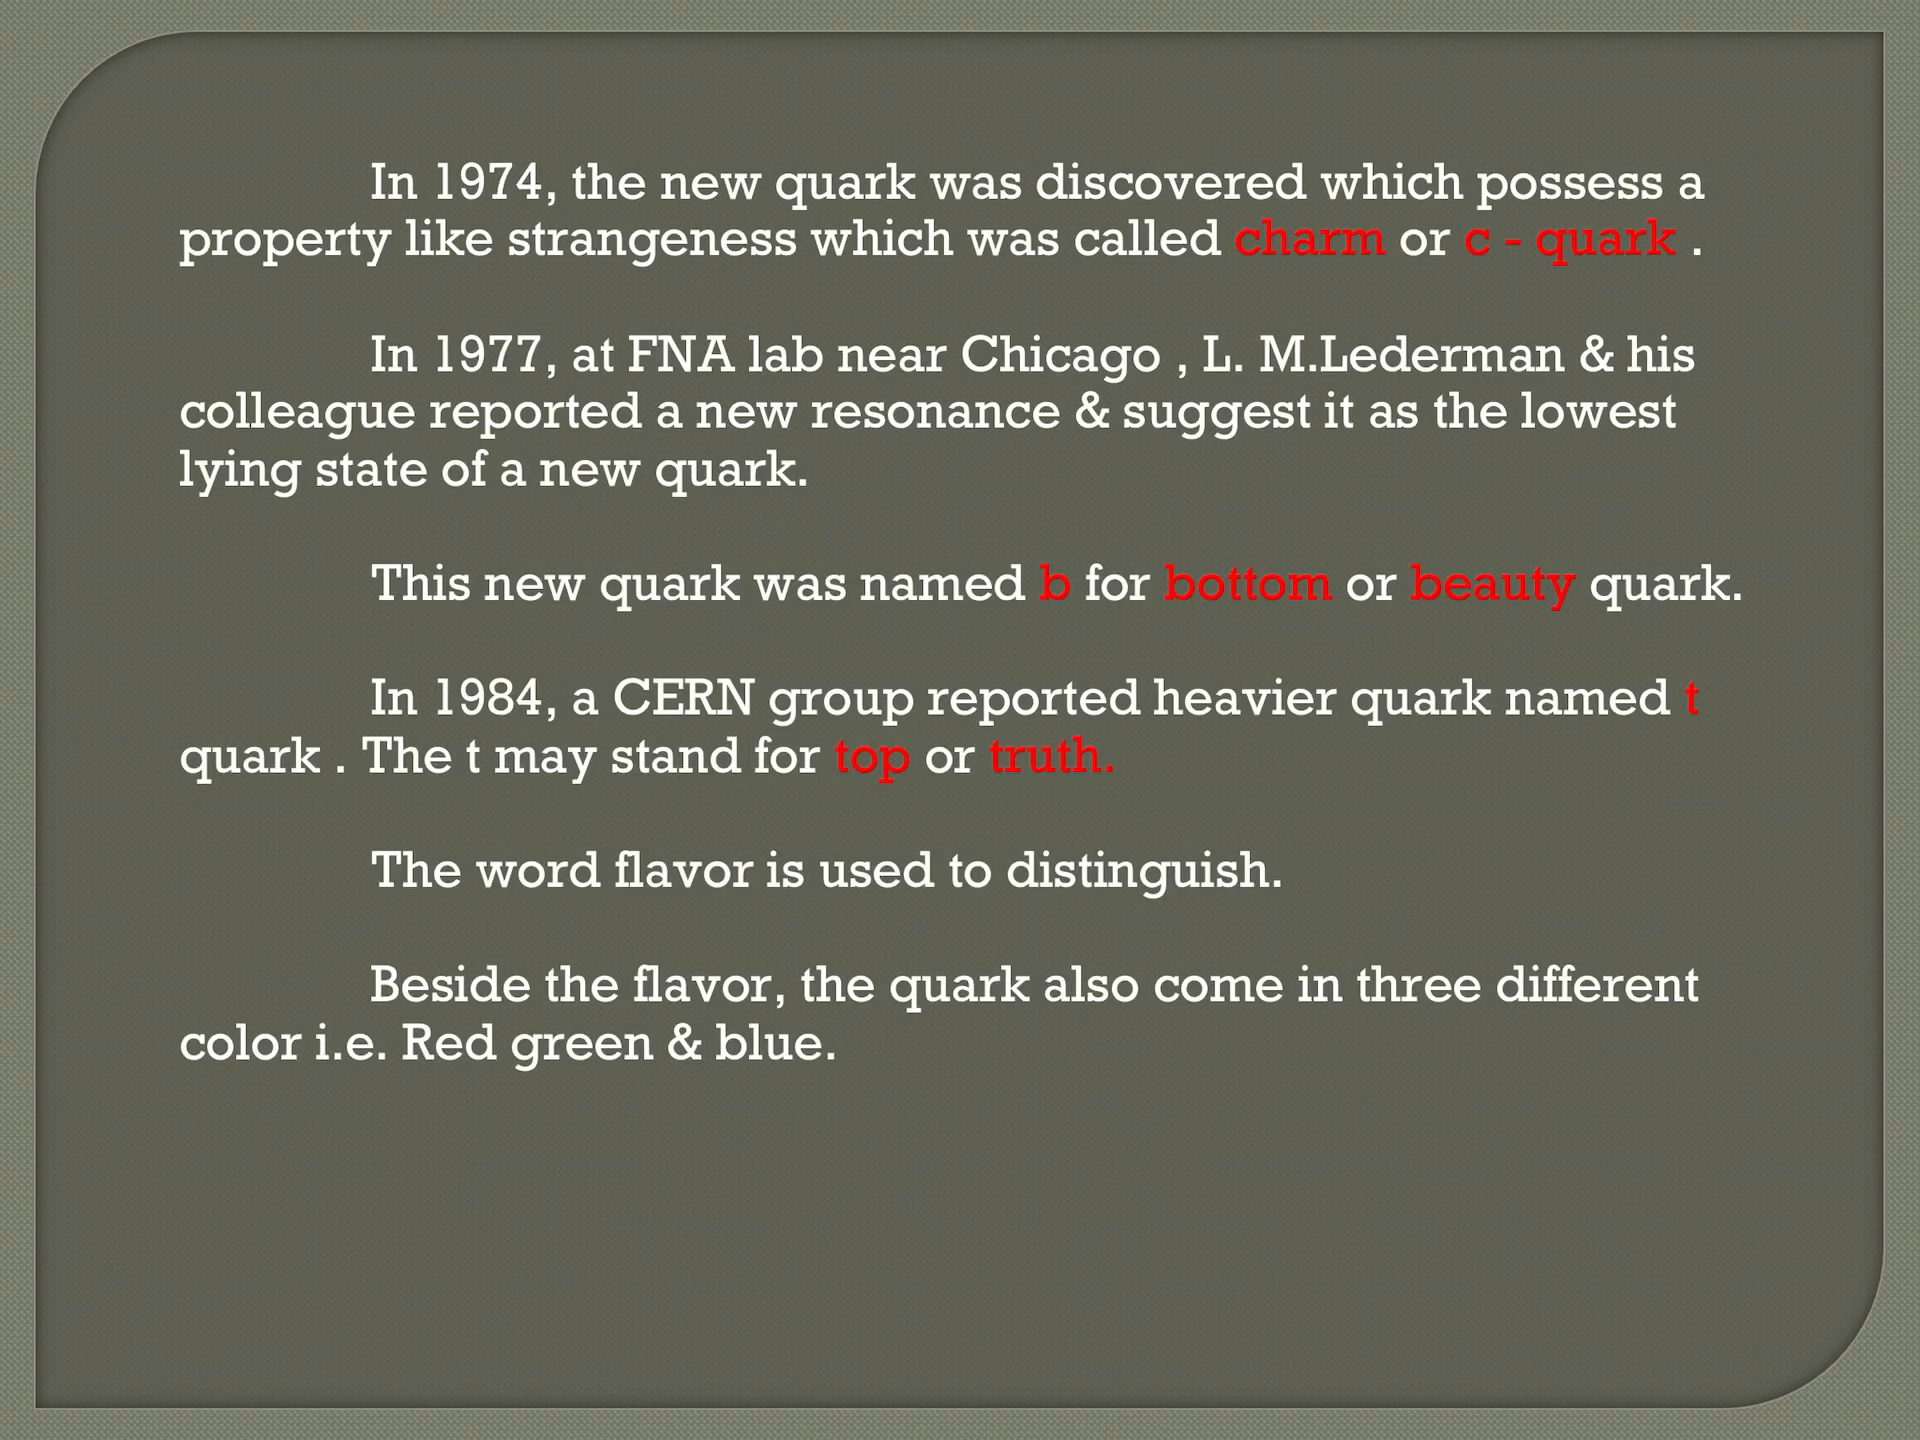 In 1974, the new quark was discovered which possess a
property like strangeness which was called charm or c - quark .
In 1977, at FNA lab near Chicago , L. M.Lederman & his
colleague reported a new resonance & suggest it as the lowest
lying state of a new quark.
This new quark was named b for bottom or beauty quark.
In 1984, a CERN group reported heavier quark named t
quark . The t may stand for top or truth.
The word flavor is used to distinguish.
Beside the flavor, the quark also come in three different
color i.e. Red green & blue.